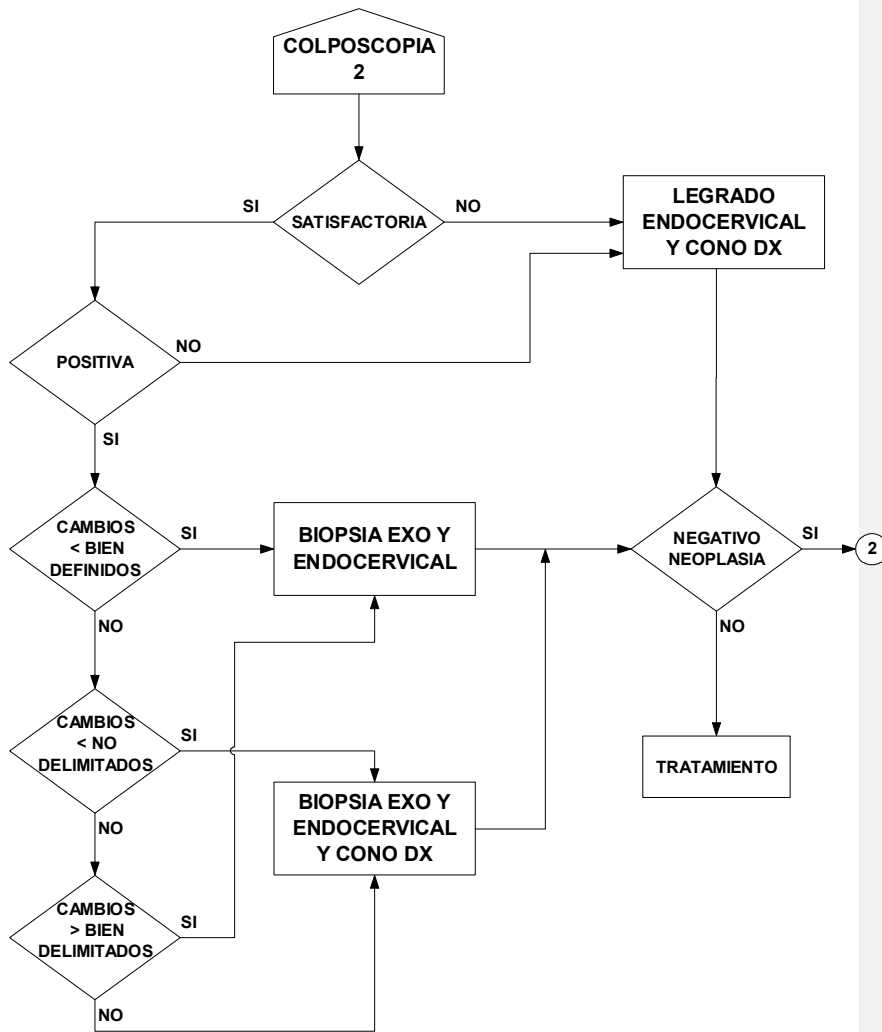 COLPOSCOPIA
2
SI
SATISFACTORIA
NO
LEGRADO
ENDOCERVICAL
Y CONO DX
POSITIVA
NO
SI
CAMBIOS
< BIEN
DEFINIDOS
SI
BIOPSIA EXO Y
ENDOCERVICAL
NEGATIVO
NEOPLASIA
SI
2
NO
NO
CAMBIOS
< NO
DELIMITADOS
SI
BIOPSIA EXO Y
ENDOCERVICAL
Y CONO DX
TRATAMIENTO
NO
CAMBIOS
> BIEN
DELIMITADOS
SI
NO